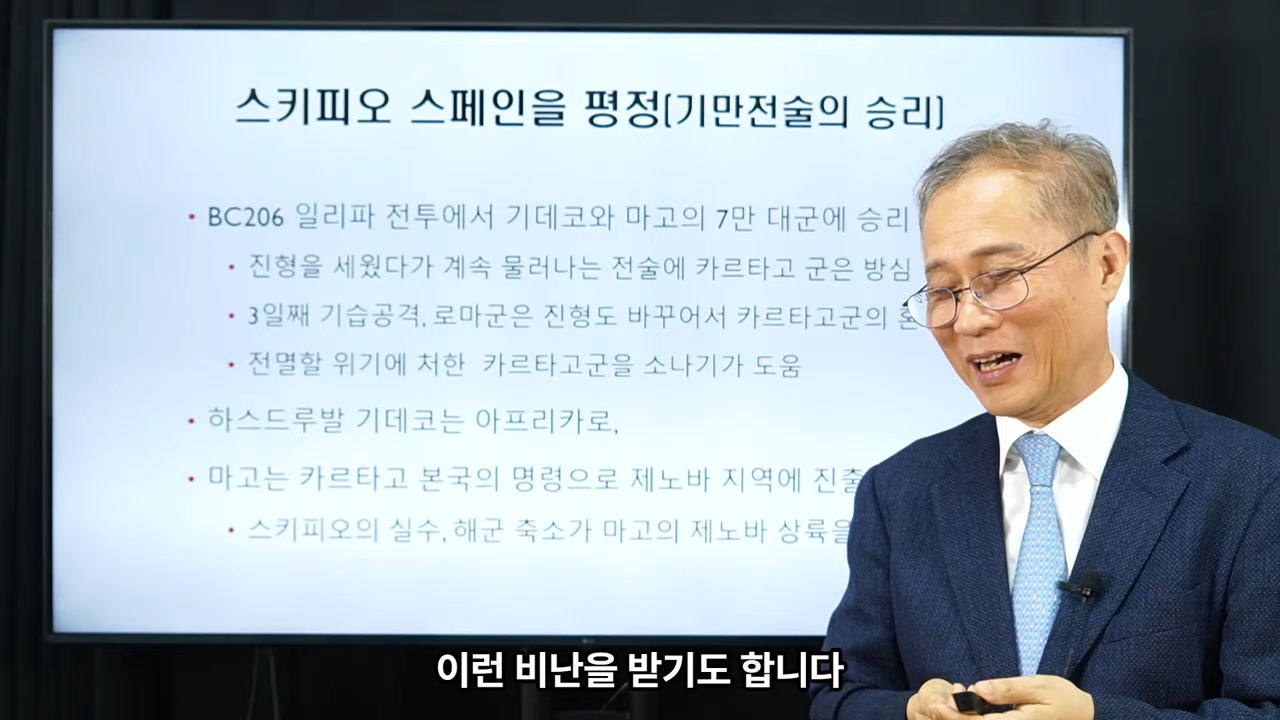 스키피오 스페인을 평정(기만전술의 승리)
• BC206 일리파 전투에서 기데코와 마고의 7만 대군에 승리
• 진형을 세웠다가 계속 물러나는 전술에 카르타고 군은 방심
• 3일째 기습공격, 로마군은 진형도 바꾸어서 카르타고군의
• 전멸할 위기에 처한 카르타고군을 소나기가 도움
• 하스드루발 기데코는 아프리카로,
• 마고는 카르타고 본국의 명령으로 제노바 지역에 진출
• 스키피오의 실수, 해군 축소가 마고의 제노바 상륙을
이런 비난을 받기도 합니다